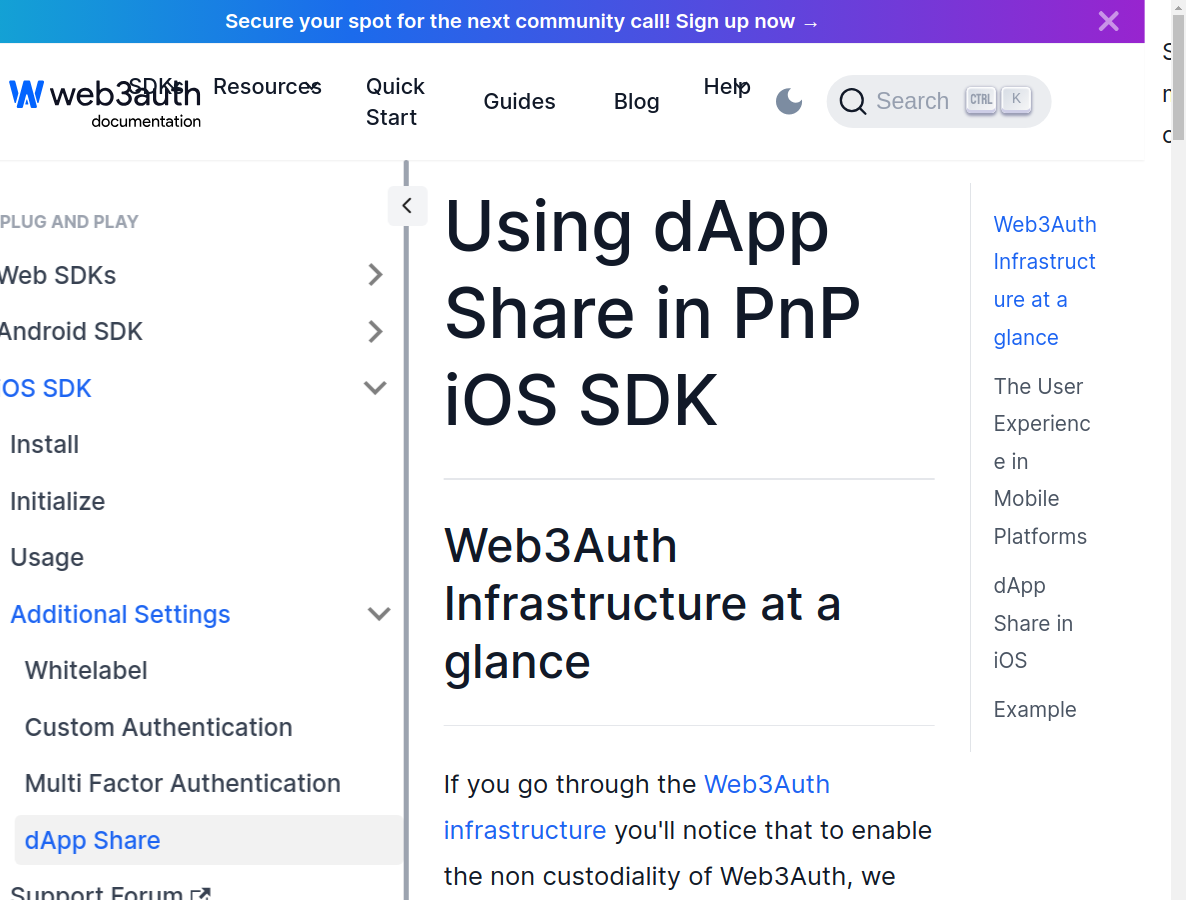 Secure your spot for the next community call! Sign up now →
web3auth
documentation
SDKs
Resources
Quick
Start
Guides
Blog
Help
Search
CTRL
K
PLUG AND PLAY
Web SDKs
Android SDK
iOS SDK
Install
Initialize
Usage
Additional Settings
Whitelabel
Custom Authentication
Multi Factor Authentication
dApp Share
Support Forum
Using dApp
Share in PnP
iOS SDK
Web3Auth
Infrastructure at a
glance
If you go through the Web3Auth
infrastructure you'll notice that to enable
the non custodiality of Web3Auth, we
Web3Auth
Infrastruct
ure at a
glance
The User
Experienc
e in
Mobile
Platforms
dApp
Share in
iOS
Example